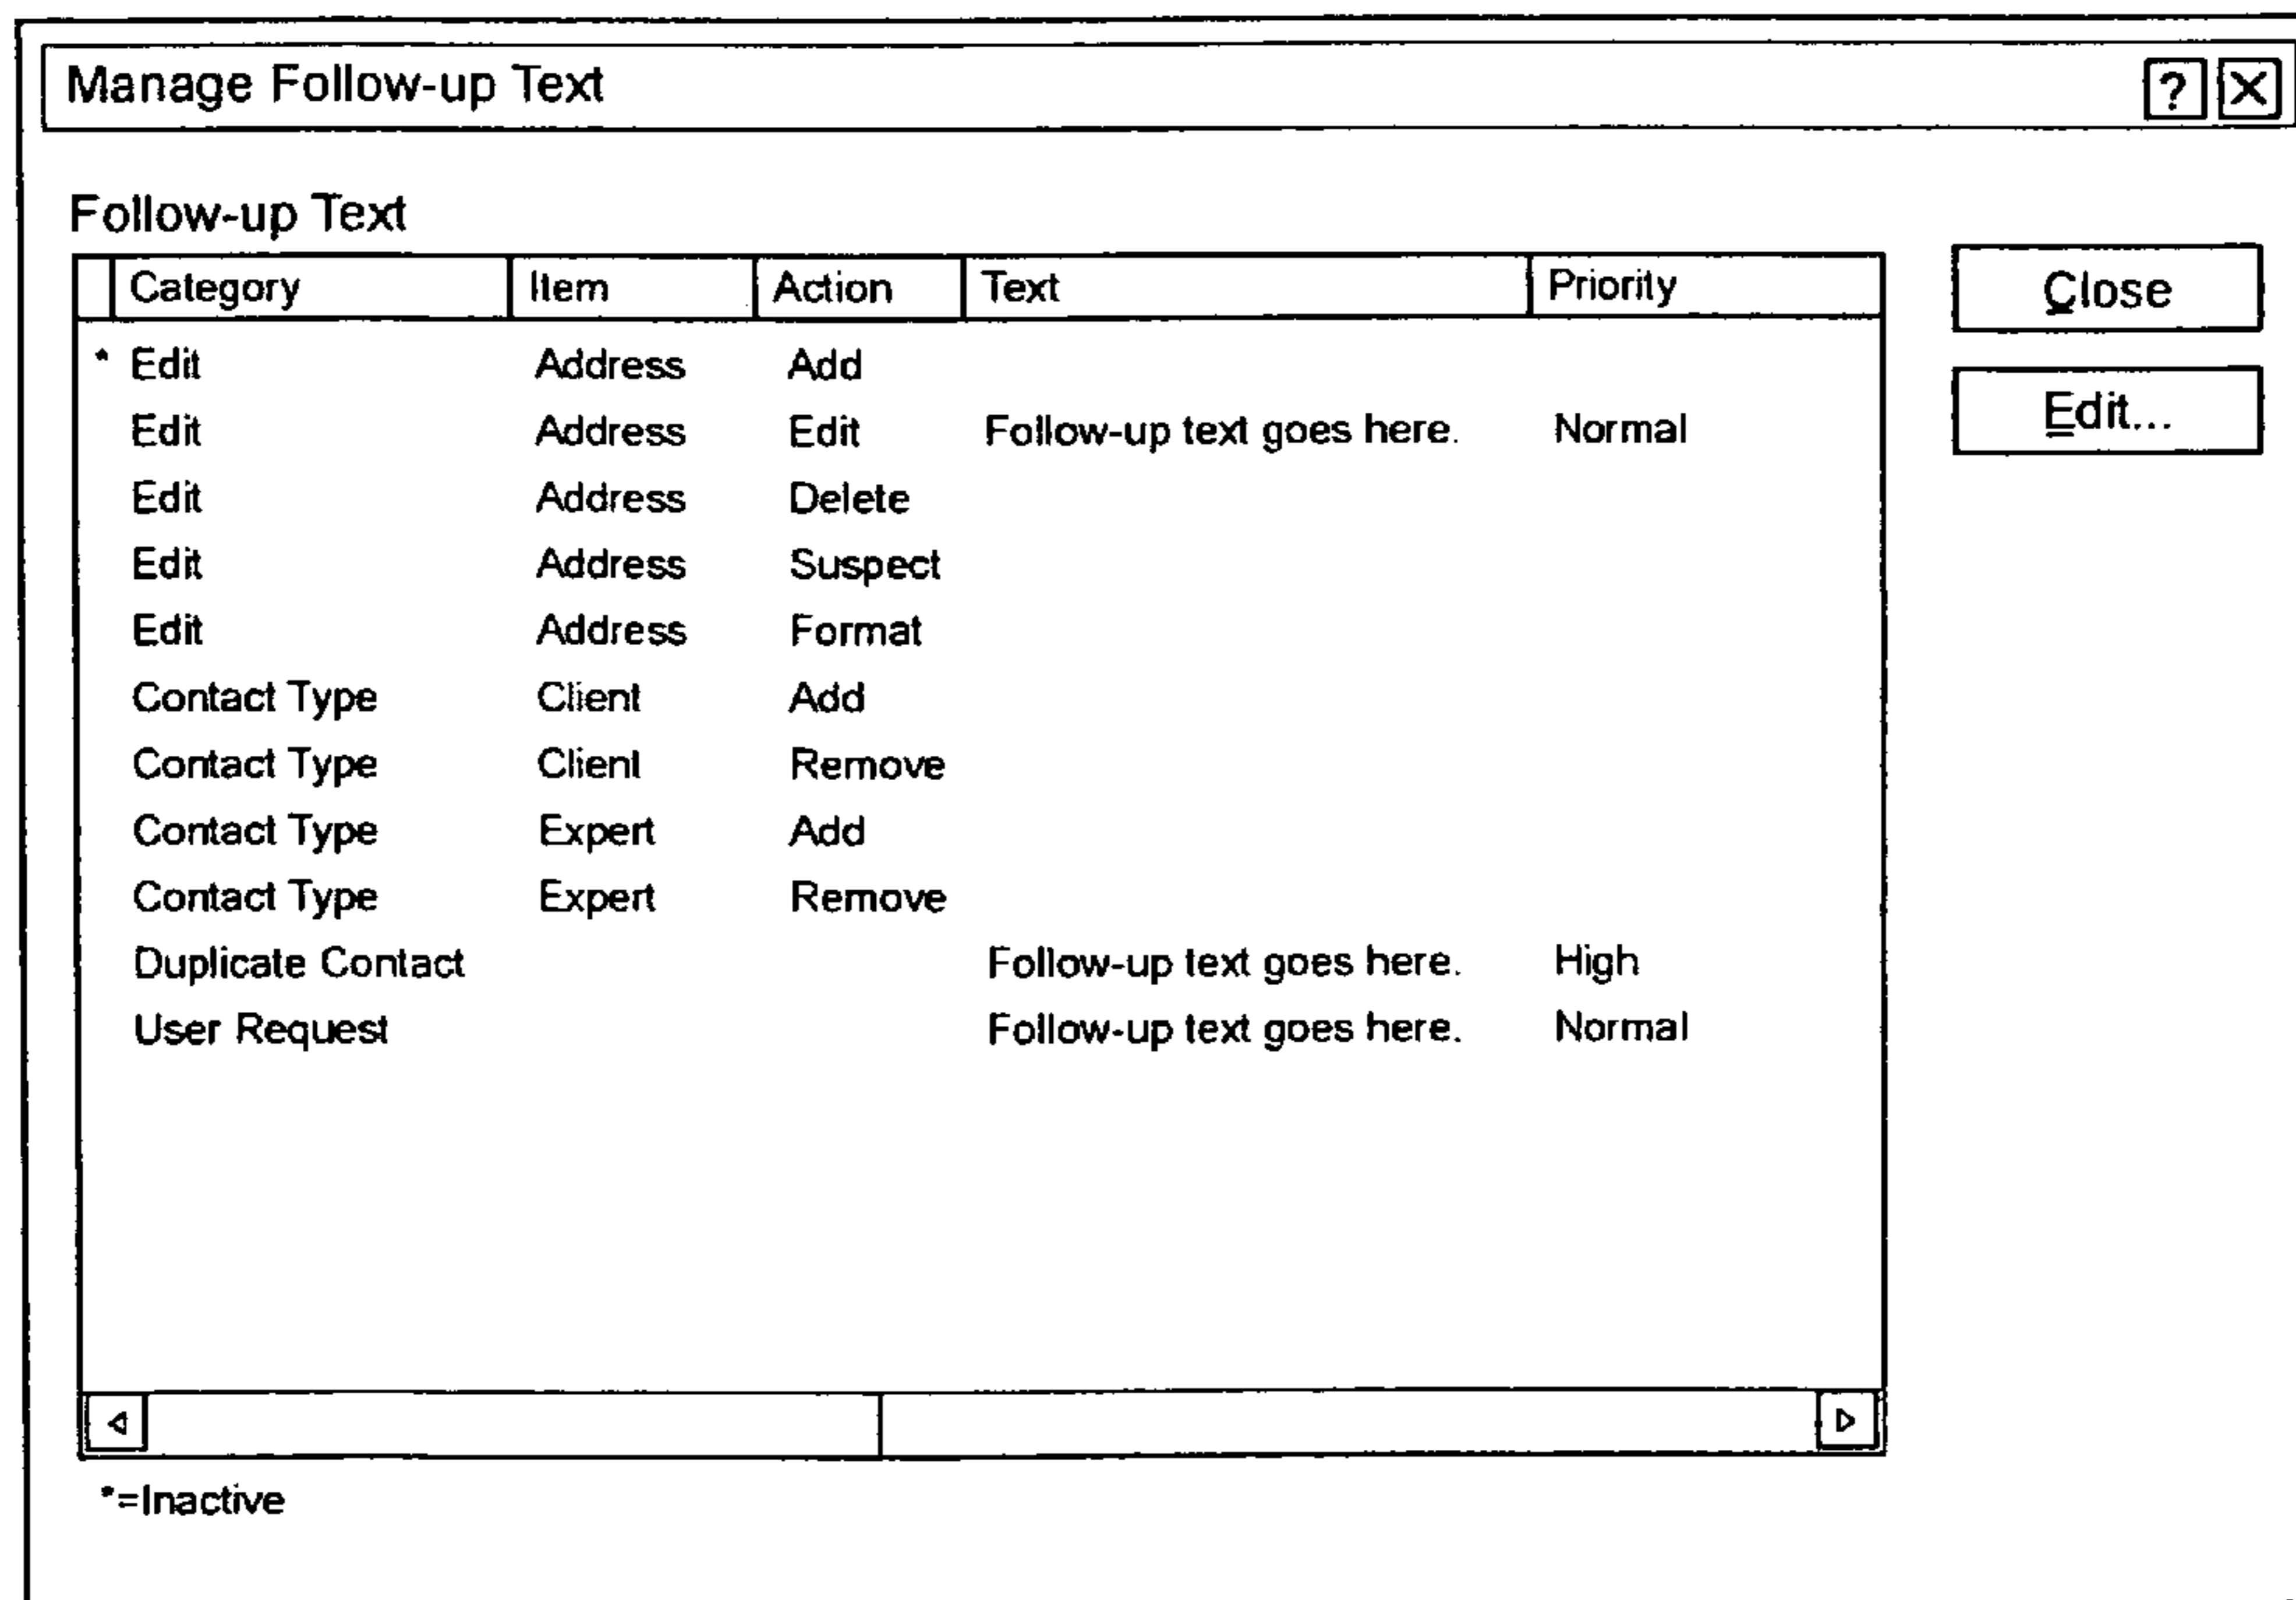 Manage Follow-up Text ? X
Follow-up Text
Category Item Action Text Priority
* Edit Address Add
Edit Address Edit Follow-up text goes here. Normal
Edit Address Delete
Edit Address Suspect
Edit Address Format
Contact Type Client Add
Contact Type Client Remove
Contact Type Expert Add
Contact Type Expert Remove
Duplicate Contact Follow-up text goes here. High
User Request Follow-up text goes here. Normal
*=Inactive
Close
Edit...